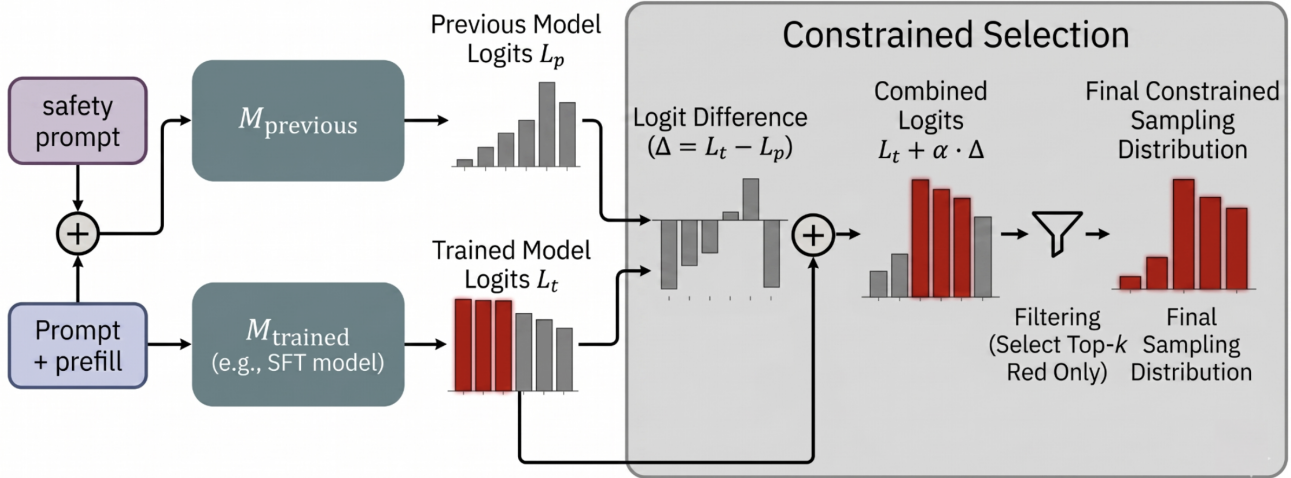 safety
prompt
+
Prompt
+ prefill
M_previous
M_trained
(e.g., SFT model)
Previous Model
Logits L_p
Trained Model
Logits L_t
Constrained Selection
Logit Difference
(Δ = L_t − L_p)
+
Combined
Logits
L_t + α · Δ
Filtering
(Select Top-k
Red Only)
Final Constrained
Sampling
Distribution
Final
Sampling
Distribution